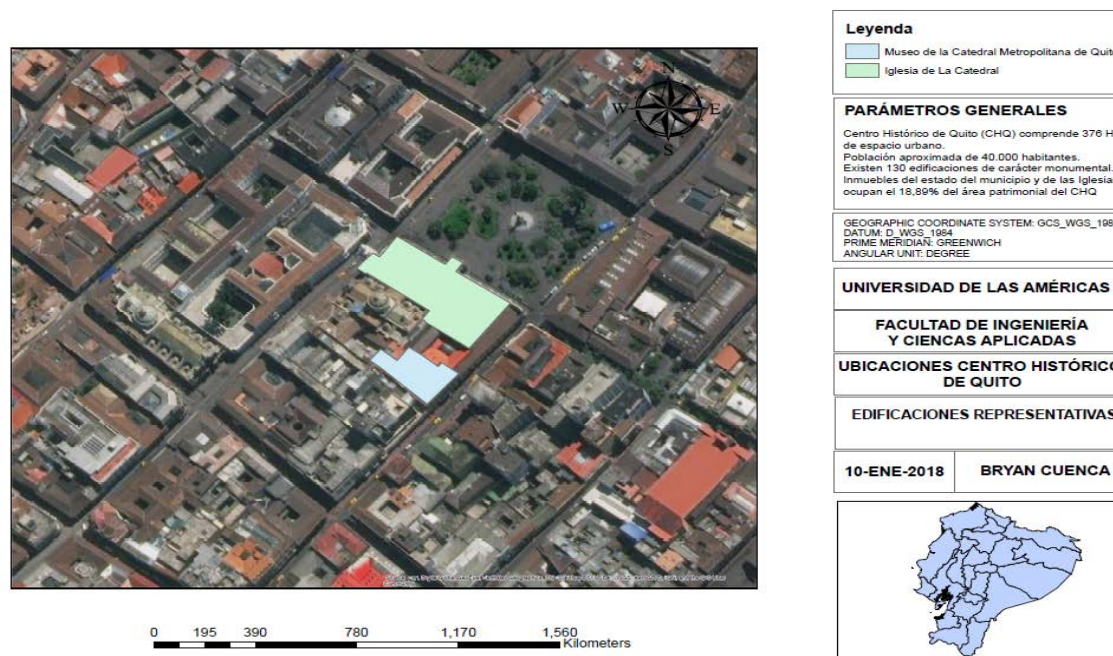 Leyenda
Museo de la Catedral Metropolitana de Quit
Iglesia de La Catedral
N
W E
S
PARÁMETROS GENERALES
Centro Histórico de Quito (CHQ) comprende 376 H
de espacio urbano.
Población aproximada de 40.000 habitantes.
Existen 130 edificaciones de carácter monumental.
Inmuebles del estado del municipio y de las Iglesia
ocupan el 18,89% del área patrimonial del CHQ
GEOGRAPHIC COORDINATE SYSTEM: GCS_WGS_198
DATUM: D_WGS_1984
PRIME MERIDIAN: GREENWICH
ANGULAR UNIT: DEGREE
UNIVERSIDAD DE LAS AMÉRICAS
FACULTAD DE INGENIERÍA
Y CIENCAS APLICADAS
UBICACIONES CENTRO HISTÓRICO
DE QUITO
EDIFICACIONES REPRESENTATIVAS
10-ENE-2018 BRYAN CUENCA
0 195 390 780 1,170 1,560
Kilometers